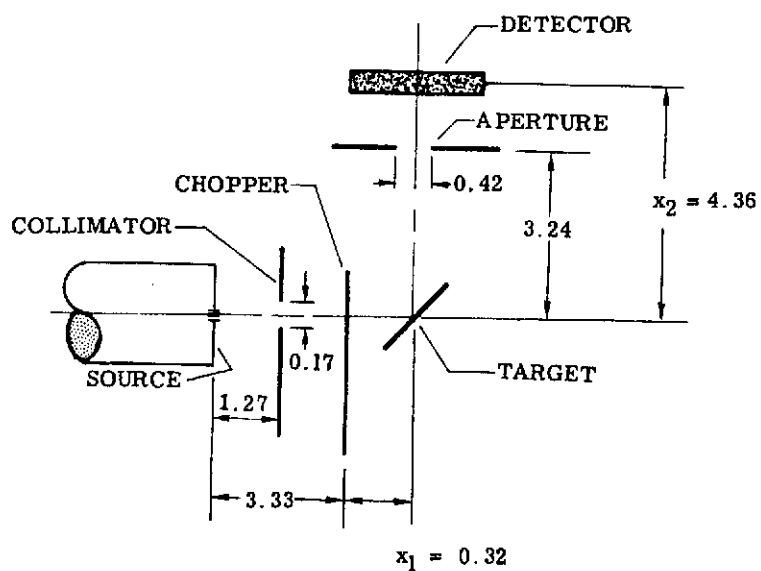 DETECTOR
APERTURE
0.42
CHOPPER
x₂ = 4.36
3.24
COLLIMATOR
0.17
SOURCE
TARGET
1.27
3.33
x₁ = 0.32